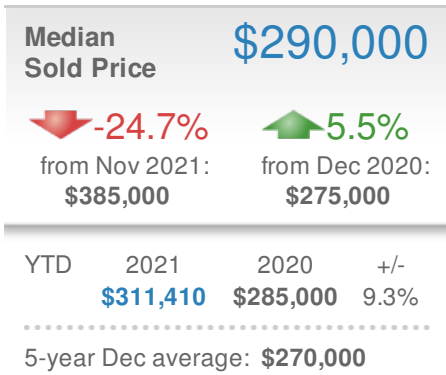 Median $290,000
Sold Price
-24.7% 5.5%
from Nov 2021: from Dec 2020:
$385,000 $275,000
YTD 2021 2020 +/-
$311,410 $285,000 9.3%
5-year Dec average: $270,000